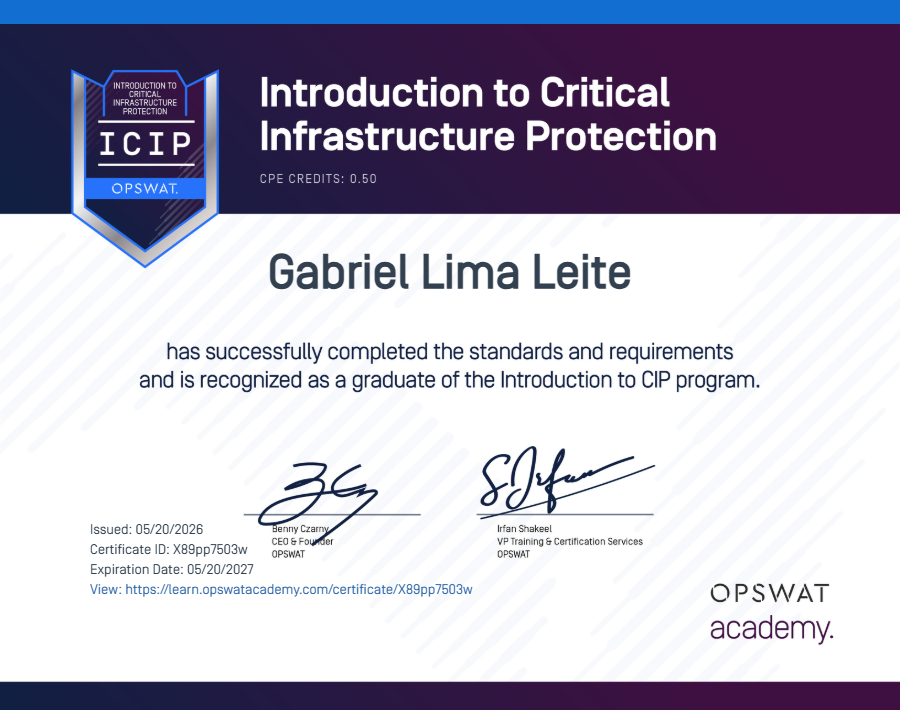 INTRODUCTION TO
CRITICAL
INFRASTRUCTURE
PROTECTION
ICIP
OPSWAT.
Introduction to Critical
Infrastructure Protection
CPE CREDITS: 0.50
Gabriel Lima Leite
has successfully completed the standards and requirements
and is recognized as a graduate of the Introduction to CIP program.
Benny Czarny
CEO & Founder
OPSWAT
Irfan Shakeel
VP Training & Certification Services
OPSWAT
Issued: 05/20/2026
Certificate ID: X89pp7503w
Expiration Date: 05/20/2027
View: https://learn.opswatacademy.com/certificate/X89pp7503w
OPSWAT
academy.